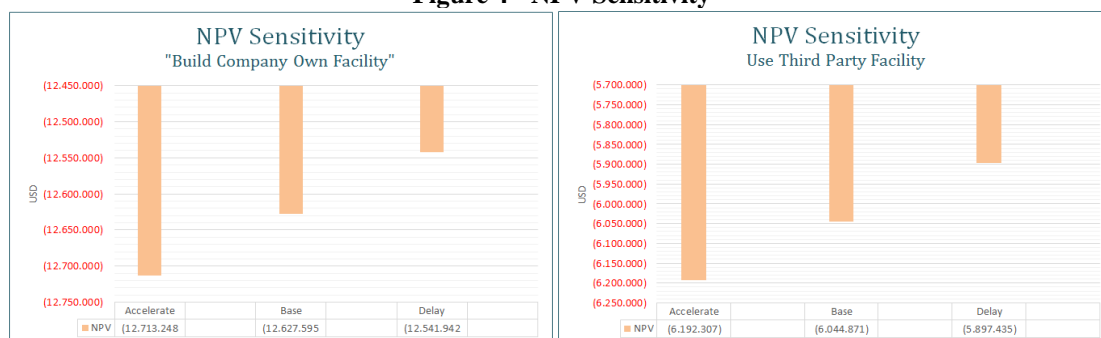 Figure 4 NPV Sensitivity
NPV Sensitivity
"Build Company Own Facility"
(12.450.000)
(12.500.000)
(12.550.000)
(12.600.000)
(12.650.000)
(12.700.000)
(12.750.000)
USD
Accelerate Base Delay
NPV (12.713.248) (12.627.595) (12.541.942)
NPV Sensitivity
Use Third Party Facility
(5.700.000)
(5.750.000)
(5.800.000)
(5.850.000)
(5.900.000)
(5.950.000)
(6.000.000)
(6.050.000)
(6.100.000)
(6.150.000)
(6.200.000)
(6.250.000)
USD
Accelerate Base Delay
NPV (6.192.307) (6.044.871) (5.897.435)